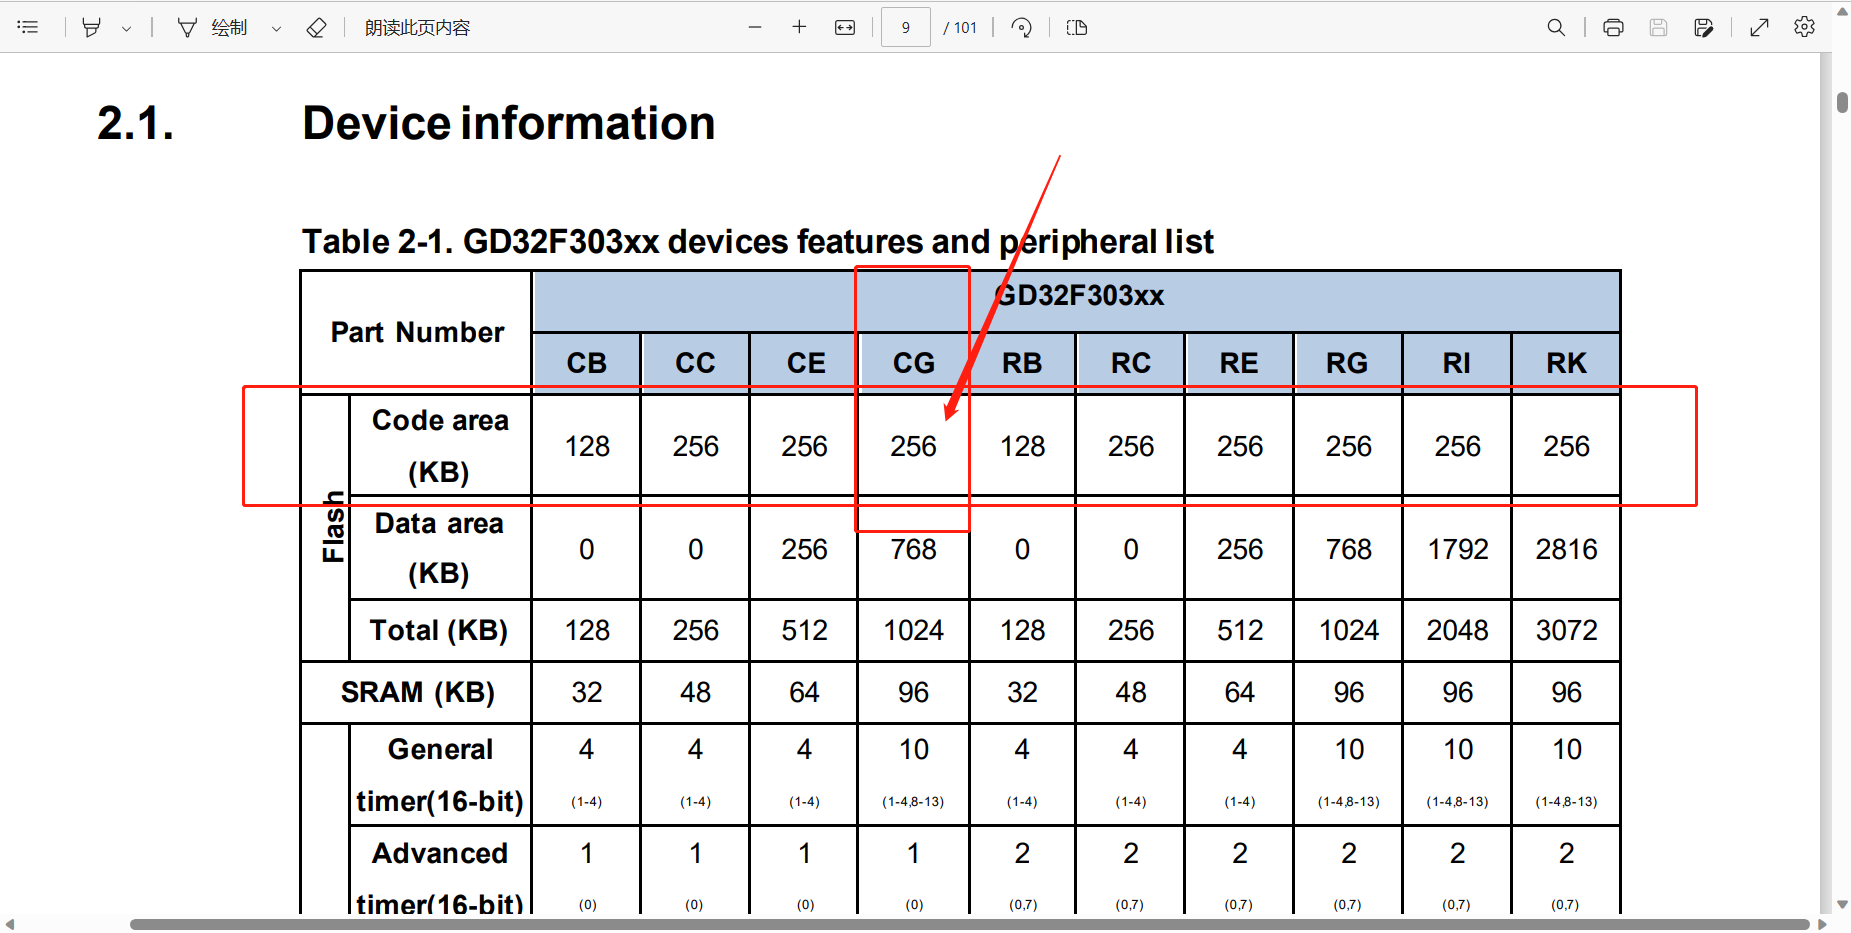 绘制 朗读此页内容 9 / 101
2.1. Device information
Table 2-1. GD32F303xx devices features and peripheral list
Part Number GD32F303xx
CB CC CE CG RB RC RE RG RI RK
Flash
Code area (KB) 128 256 256 256 128 256 256 256 256 256
Data area (KB) 0 0 256 768 0 0 256 768 1792 2816
Total (KB) 128 256 512 1024 128 256 512 1024 2048 3072
SRAM (KB) 32 48 64 96 32 48 64 96 96 96
General timer(16-bit) 4 4 4 10 4 4 4 10 10 10
(1-4) (1-4) (1-4) (1-4,8-13) (1-4) (1-4) (1-4) (1-4,8-13) (1-4,8-13) (1-4,8-13)
Advanced timer(16-bit) 1 1 1 1 2 2 2 2 2 2
(0) (0) (0) (0) (0,7) (0,7) (0,7) (0,7) (0,7) (0,7)